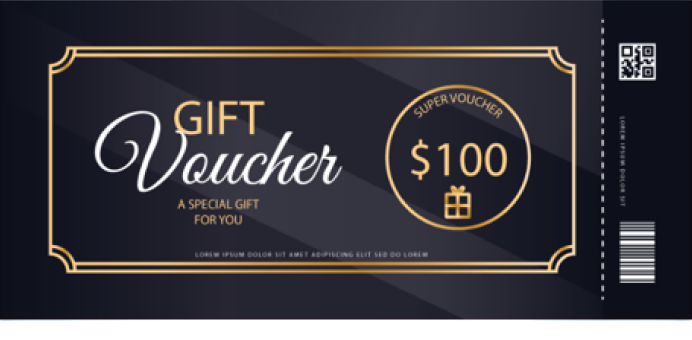 GIFT
Voucher
A SPECIAL GIFT
FOR YOU
LOREM IPSUM DOLOR SIT AMET ADIPISCING ELIT SED DO LOREM
SUPER VOUCHER
$100
LOREM IPSUM DOLOR SIT